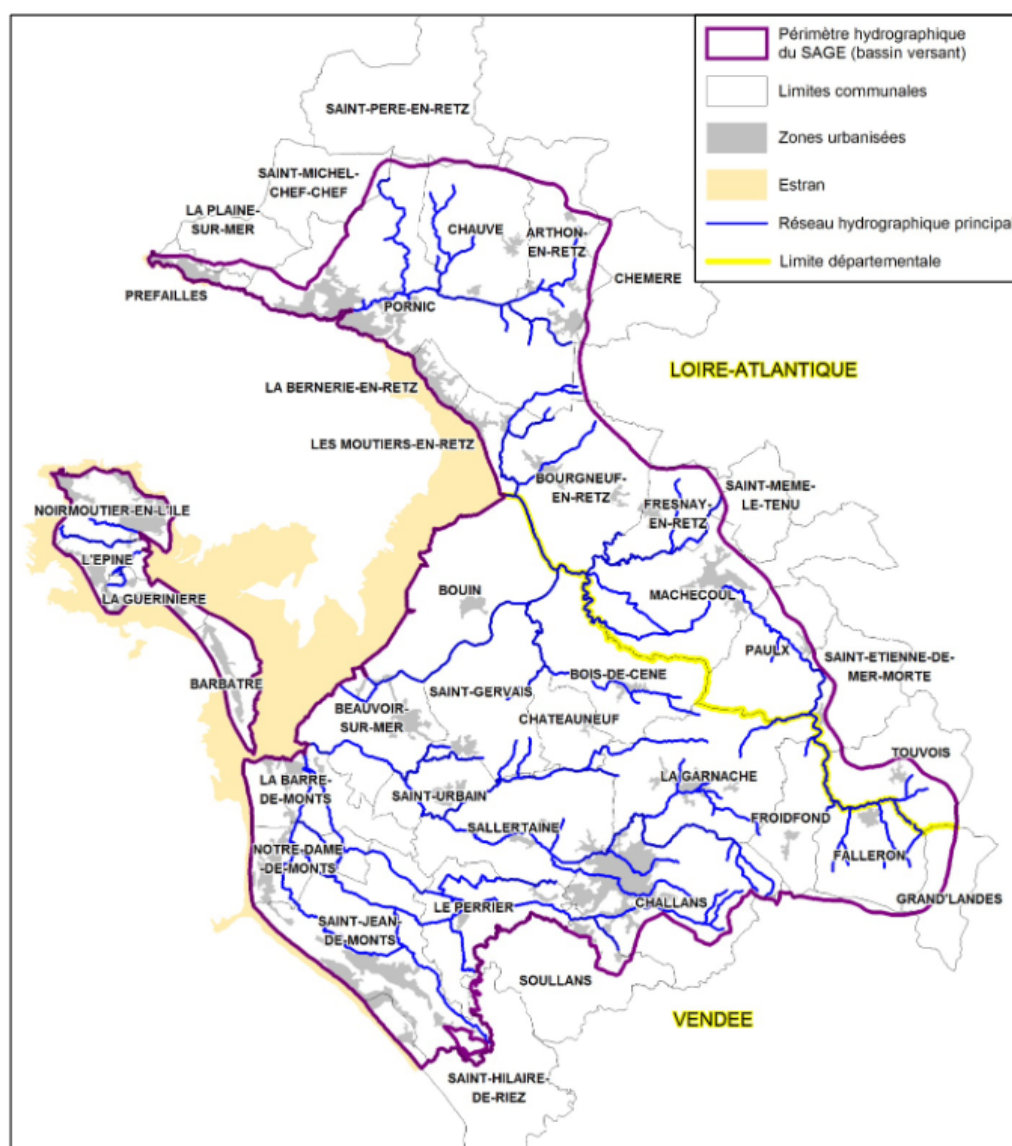 Périmètre hydrographique
du SAGE (bassin versant)
Limites communales
Zones urbanisées
Estran
Réseau hydrographique principal
Limite départementale
SAINT-PERE-EN-RETZ
SAINT-MICHEL-
CHEF-CHEF
LA PLAINE-
SUR-MER
CHAUVE
ARTHON-
EN-RETZ
CHEMERE
PREFAILLES
PORNIC
LOIRE-ATLANTIQUE
LA BERNERIE-EN-RETZ
LES MOUTIERS-EN-RETZ
BOURGNEUF-
EN-RETZ
SAINT-MEME-
LE-TENU
FRESNAY-
EN-RETZ
NOIRMOUTIER-EN-L'ILE
L'EPINE
LA GUERINIERE
BOUIN
MACHECOUL
PAULX
SAINT-ETIENNE-DE-
MER-MORTE
BARBATRE
BOIS-DE-CENE
SAINT-GERVAIS
BEAUVOIR-
SUR-MER
CHATEAUNEUF
TOUVOIS
LA BARRE-
DE-MONTS
SAINT-URBAIN
LA GARNACHE
FROIDFOND
SALLERTAINE
NOTRE-DAME
-DE-MONTS
FALLERON
GRAND'LANDES
LE PERRIER
CHALLANS
SAINT-JEAN-
DE-MONTS
SOULLANS
VENDEE
SAINT-HILAIRE-
DE-RIEZ